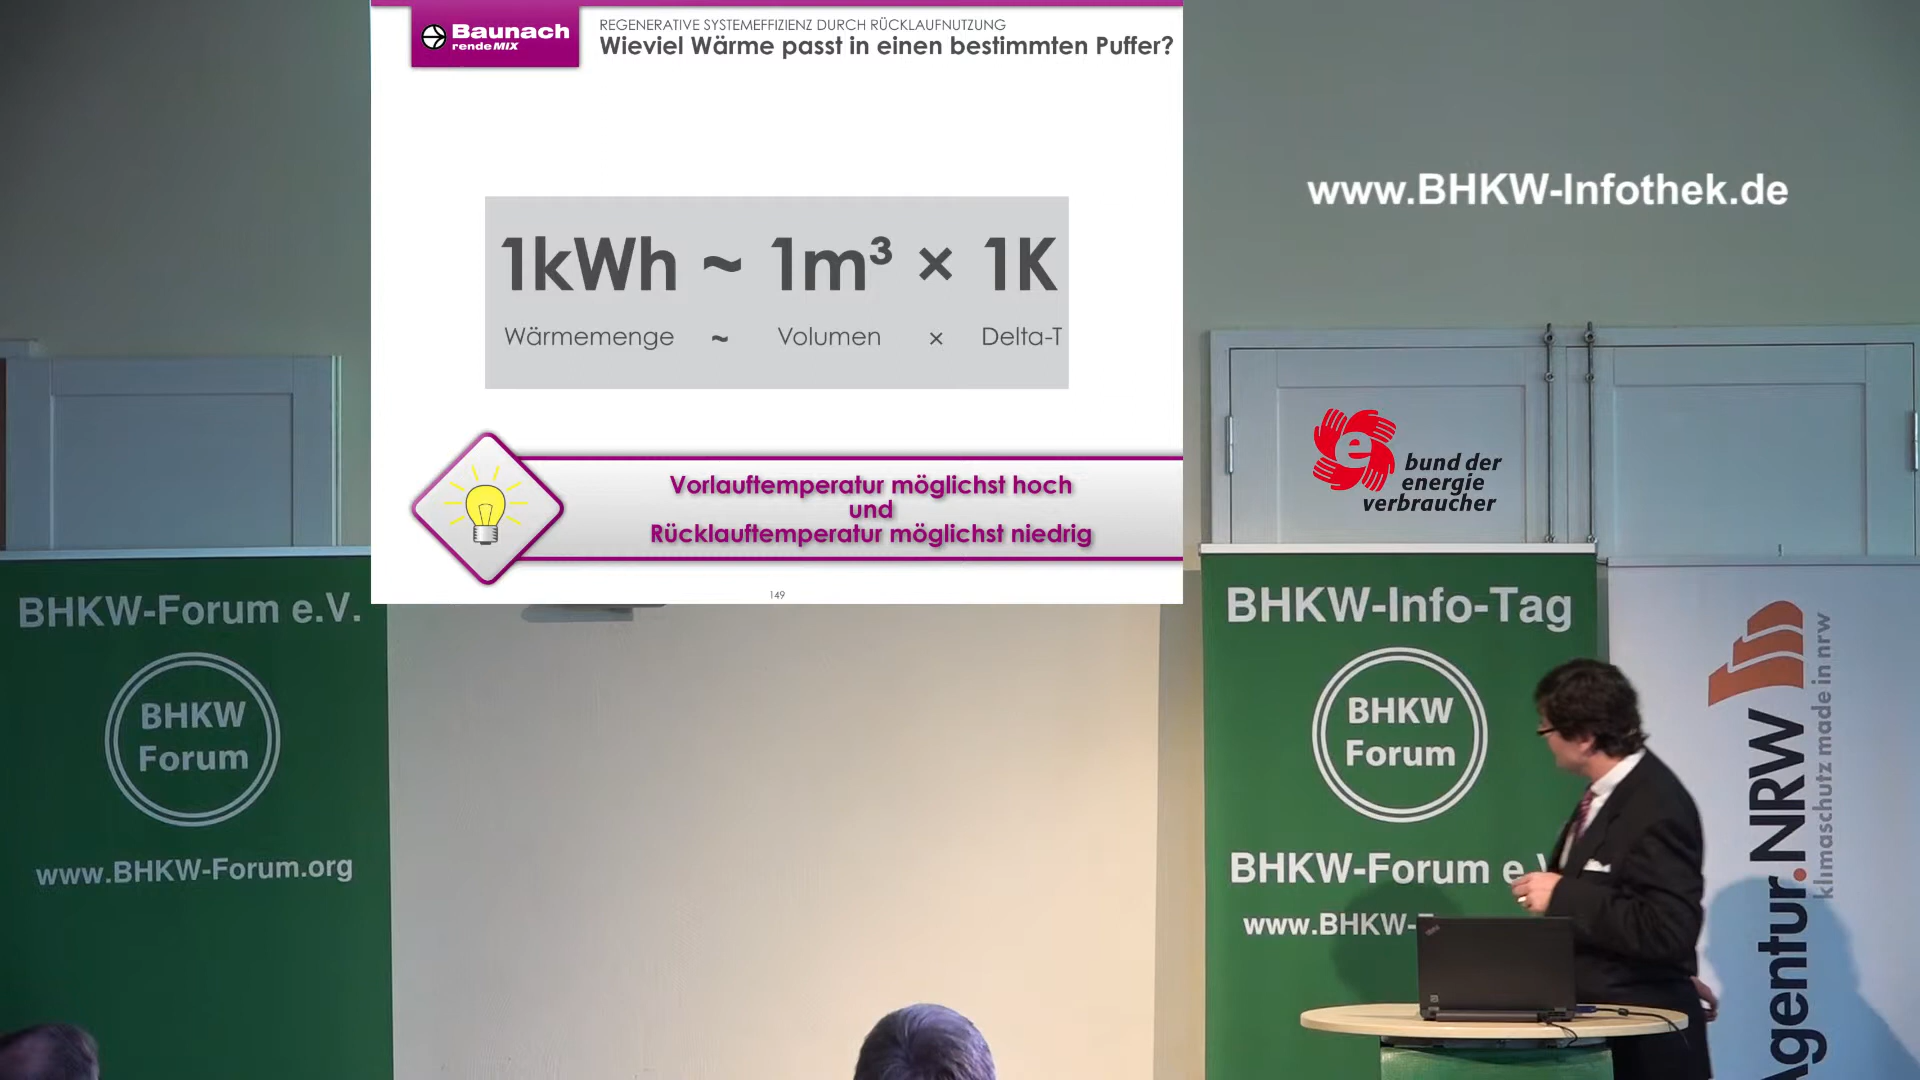 Baunach
rendeMIX
REGENERATIVE SYSTEMEFFIZIENZ DURCH RÜCKLAUFNUTZUNG
Wieviel Wärme passt in einen bestimmten Puffer?
1kWh ~ 1m³ × 1K
Wärmemenge ~ Volumen × Delta-T
Vorlauftemperatur möglichst hoch
und
Rücklauftemperatur möglichst niedrig
149
www.BHKW-Infothek.de
e
bund der
energie
verbraucher
BHKW-Forum e.V.
BHKW
Forum
www.BHKW-Forum.org
BHKW-Info-Tag
BHKW
Forum
BHKW-Forum e.V
www.BHKW-
Agentur.NRW
klimaschutz made in nrw